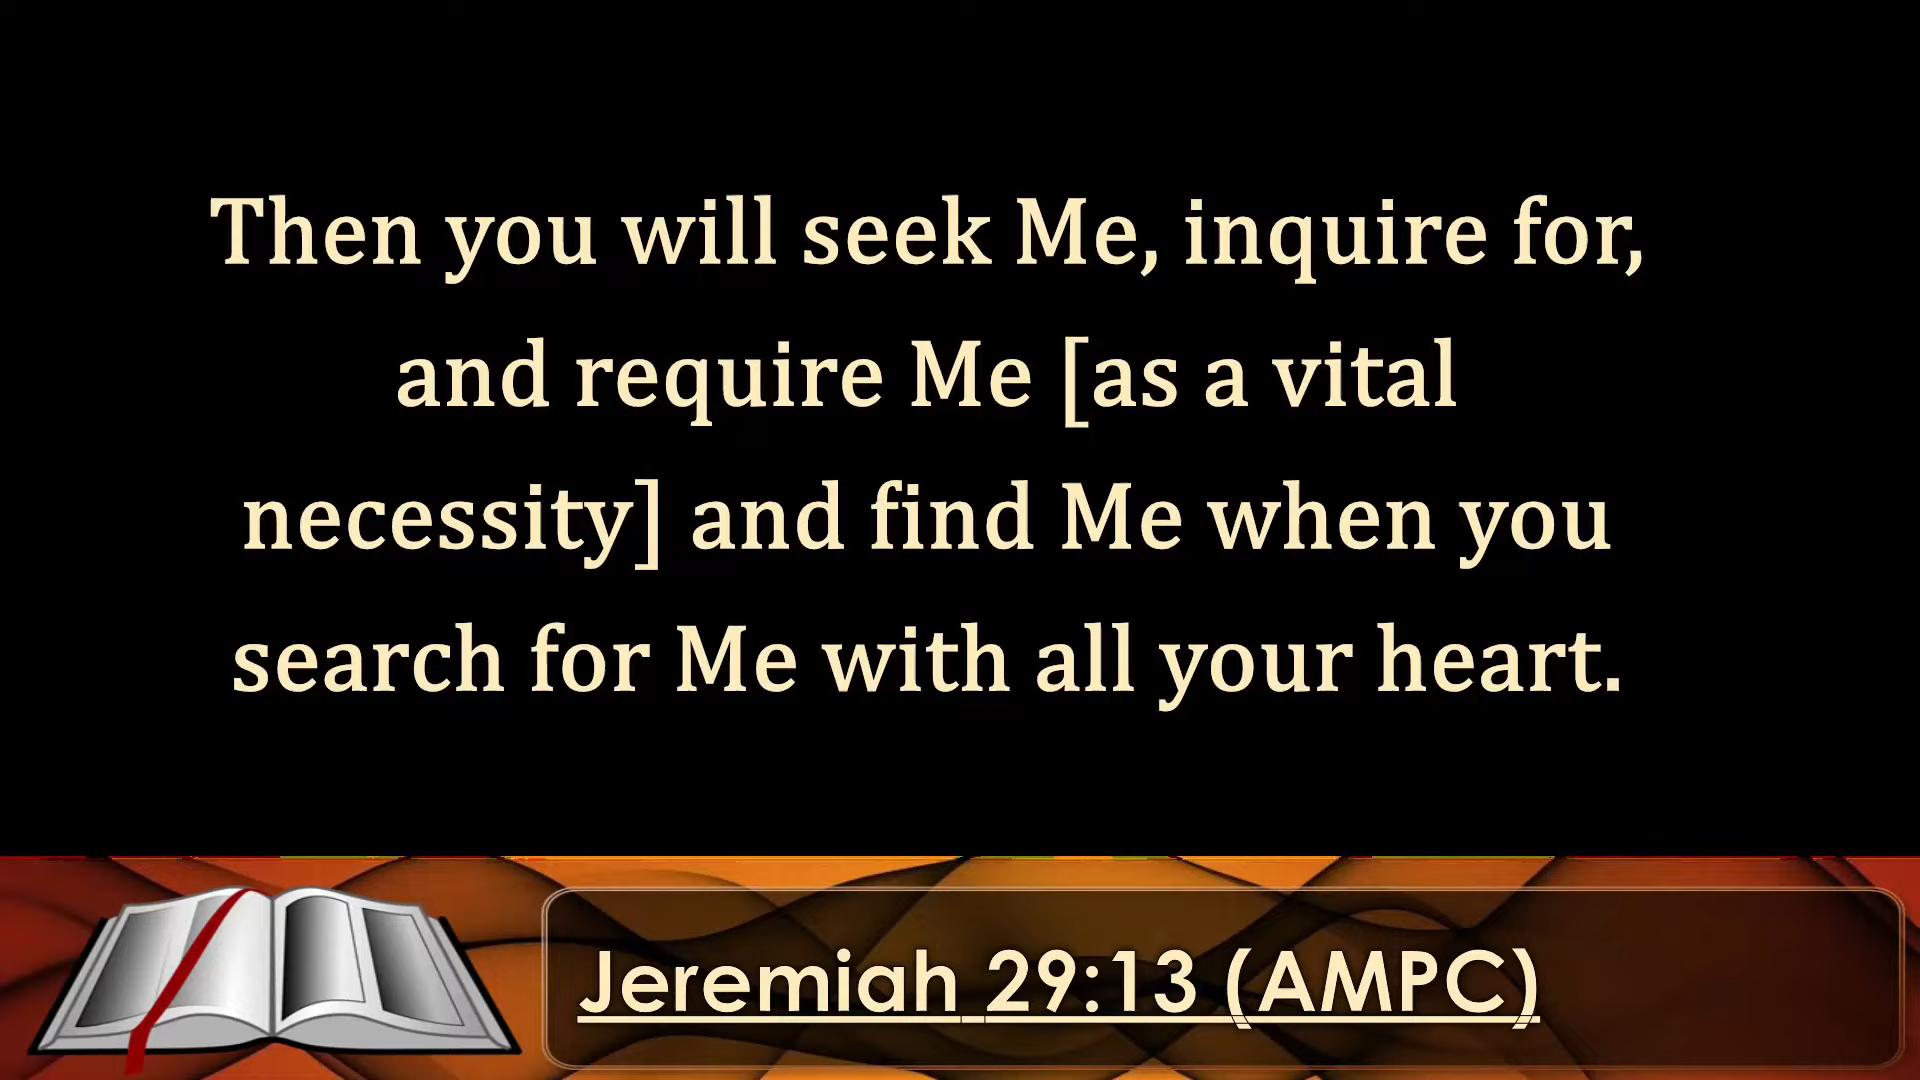 Then you will seek Me, inquire for,
and require Me [as a vital
necessity] and find Me when you
search for Me with all your heart.
Jeremiah 29:13 (AMPC)